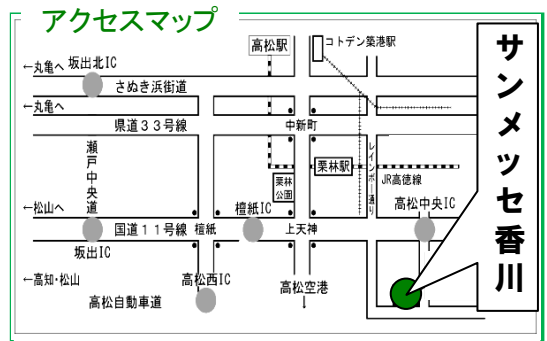 アクセスマップ
高松駅
コトデン築港駅
←丸亀へ
坂出北IC
さぬき浜街道
←丸亀へ
県道３３号線
中新町
瀬戸中央道
レインボー通り
栗林駅
栗林
公園
JR高徳線
←松山へ
檀紙IC
高松中央IC
国道１１号線
檀紙
上天神
坂出IC
←高知・松山
高松西IC
高松空港
↓
高松自動車道
サンメッセ香川